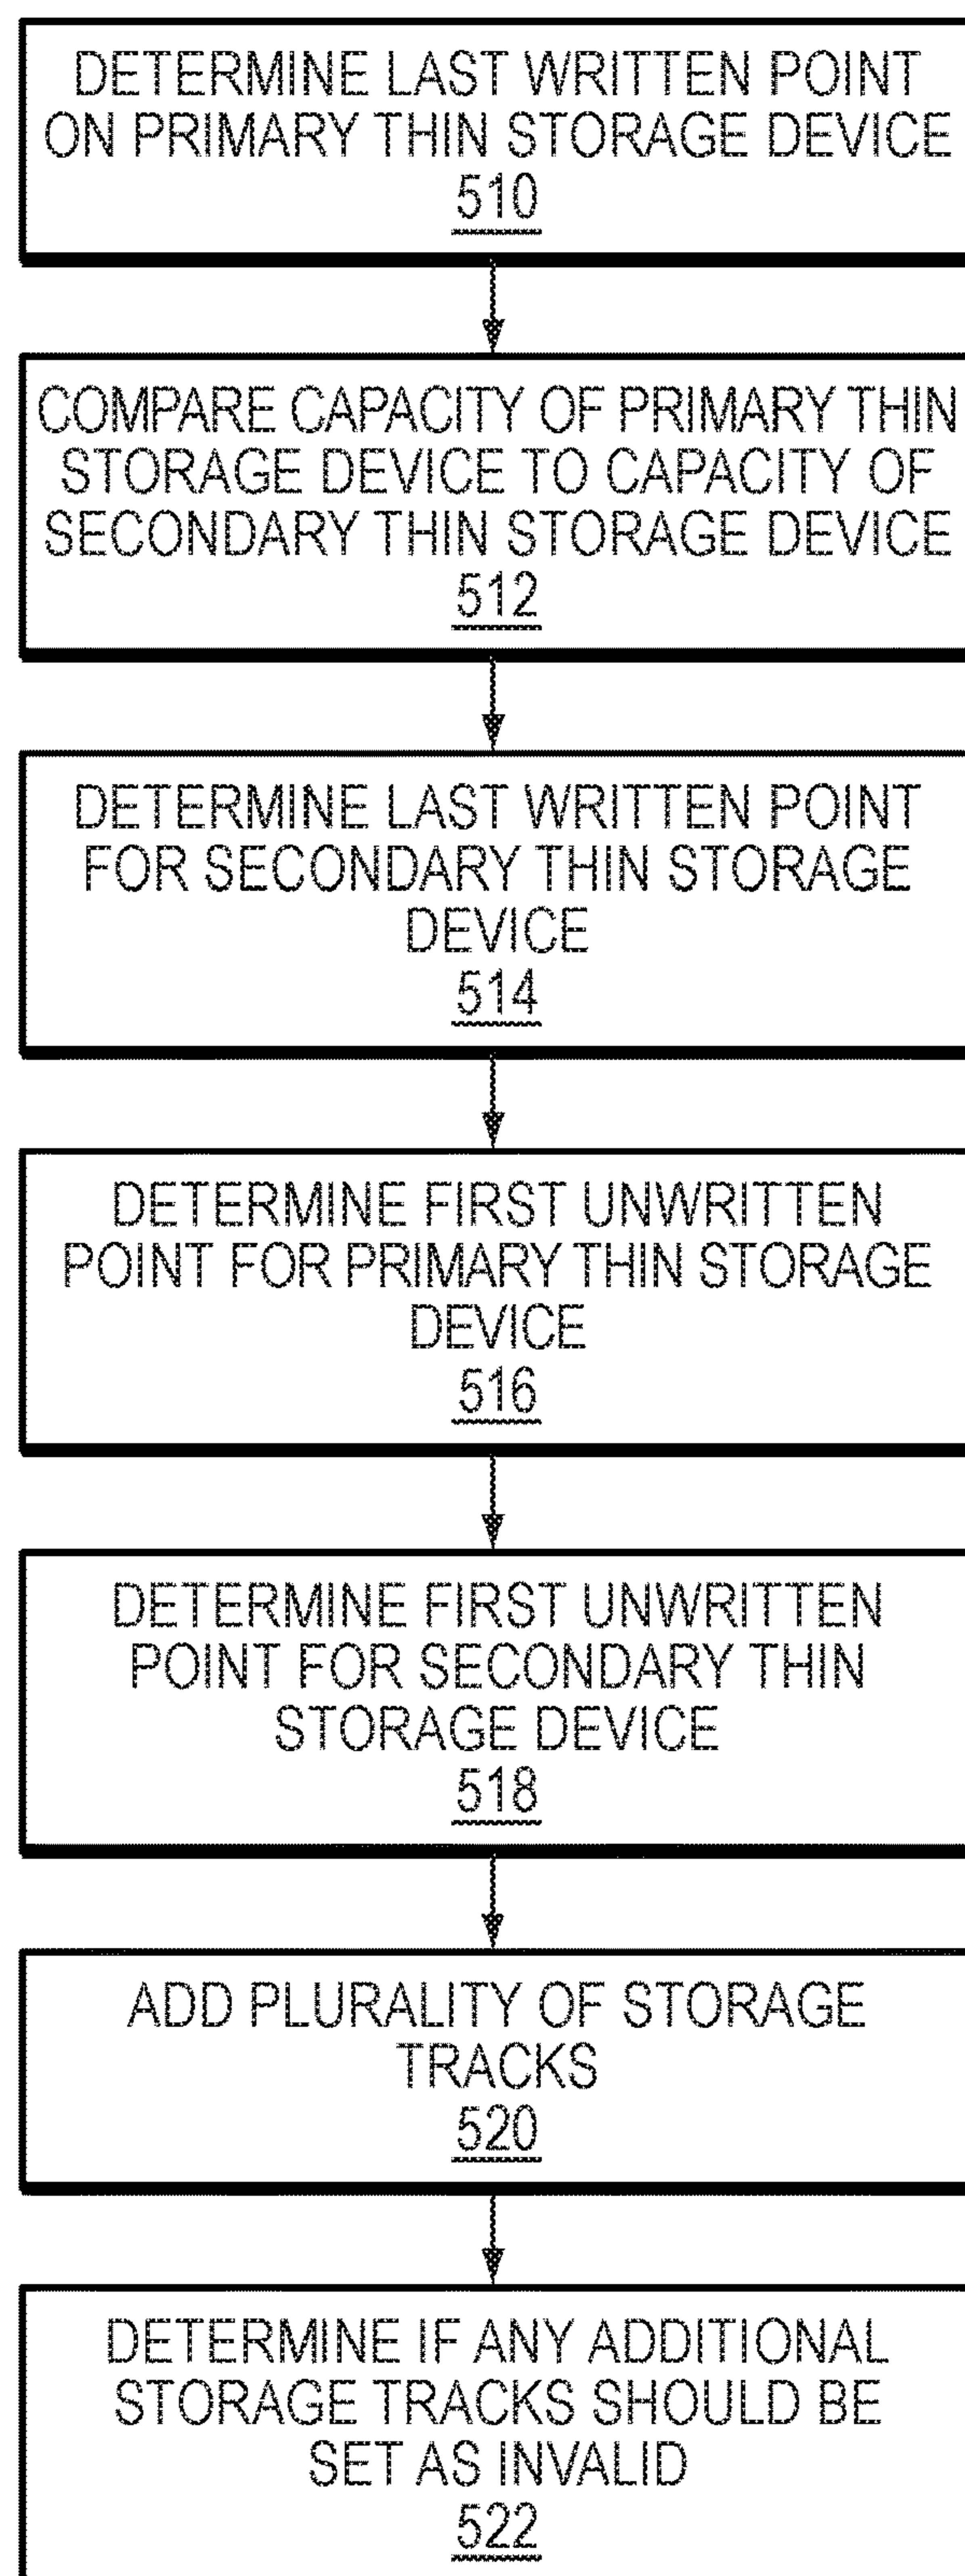 DETERMINE LAST WRITTEN POINT
ON PRIMARY THIN STORAGE DEVICE
510
COMPARE CAPACITY OF PRIMARY THIN
STORAGE DEVICE TO CAPACITY OF
SECONDARY THIN STORAGE DEVICE
512
DETERMINE LAST WRITTEN POINT
FOR SECONDARY THIN STORAGE
DEVICE
514
DETERMINE FIRST UNWRITTEN
POINT FOR PRIMARY THIN STORAGE
DEVICE
516
DETERMINE FIRST UNWRITTEN
POINT FOR SECONDARY THIN
STORAGE DEVICE
518
ADD PLURALITY OF STORAGE
TRACKS
520
DETERMINE IF ANY ADDITIONAL
STORAGE TRACKS SHOULD BE
SET AS INVALID
522